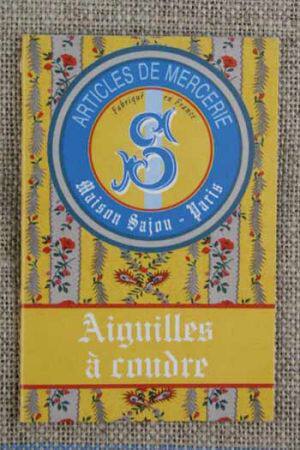 ARTICLES DE MERCERIE
Fabriqué en France
S
Maison Sajou - Paris
Aiguilles
à coudre